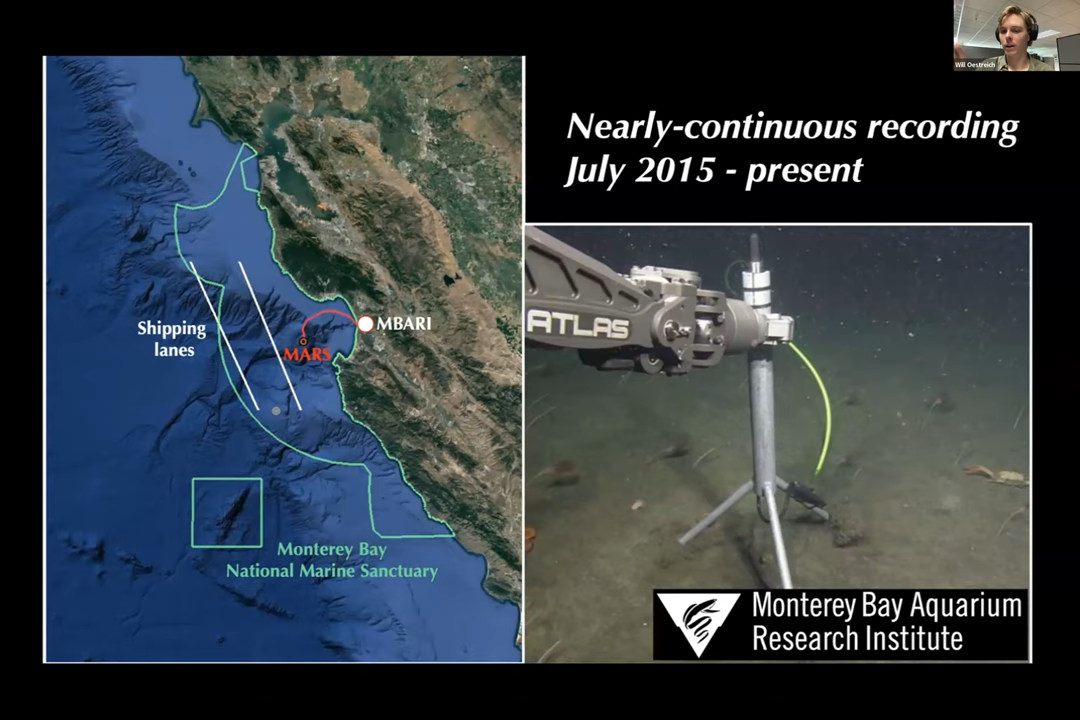 Will Oestreich
Nearly-continuous recording
July 2015 - present
Shipping
lanes
MBARI
MARS
Monterey Bay
National Marine Sanctuary
ATLAS
Monterey Bay Aquarium
Research Institute